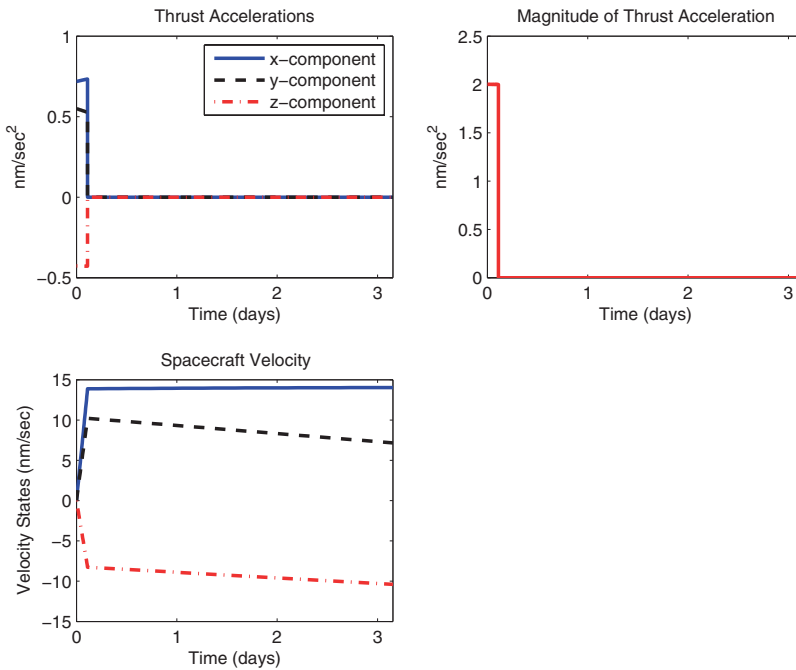 Thrust Accelerations
nm/sec²
1
0.5
0
−0.5
x−component
y−component
z−component
0 1 2 3
Time (days)
Magnitude of Thrust Acceleration
nm/sec²
2.5
2
1.5
1
0.5
0
0 1 2 3
Time (days)
Spacecraft Velocity
Velocity States (nm/sec)
15
10
5
0
−5
−10
−15
0 1 2 3
Time (days)